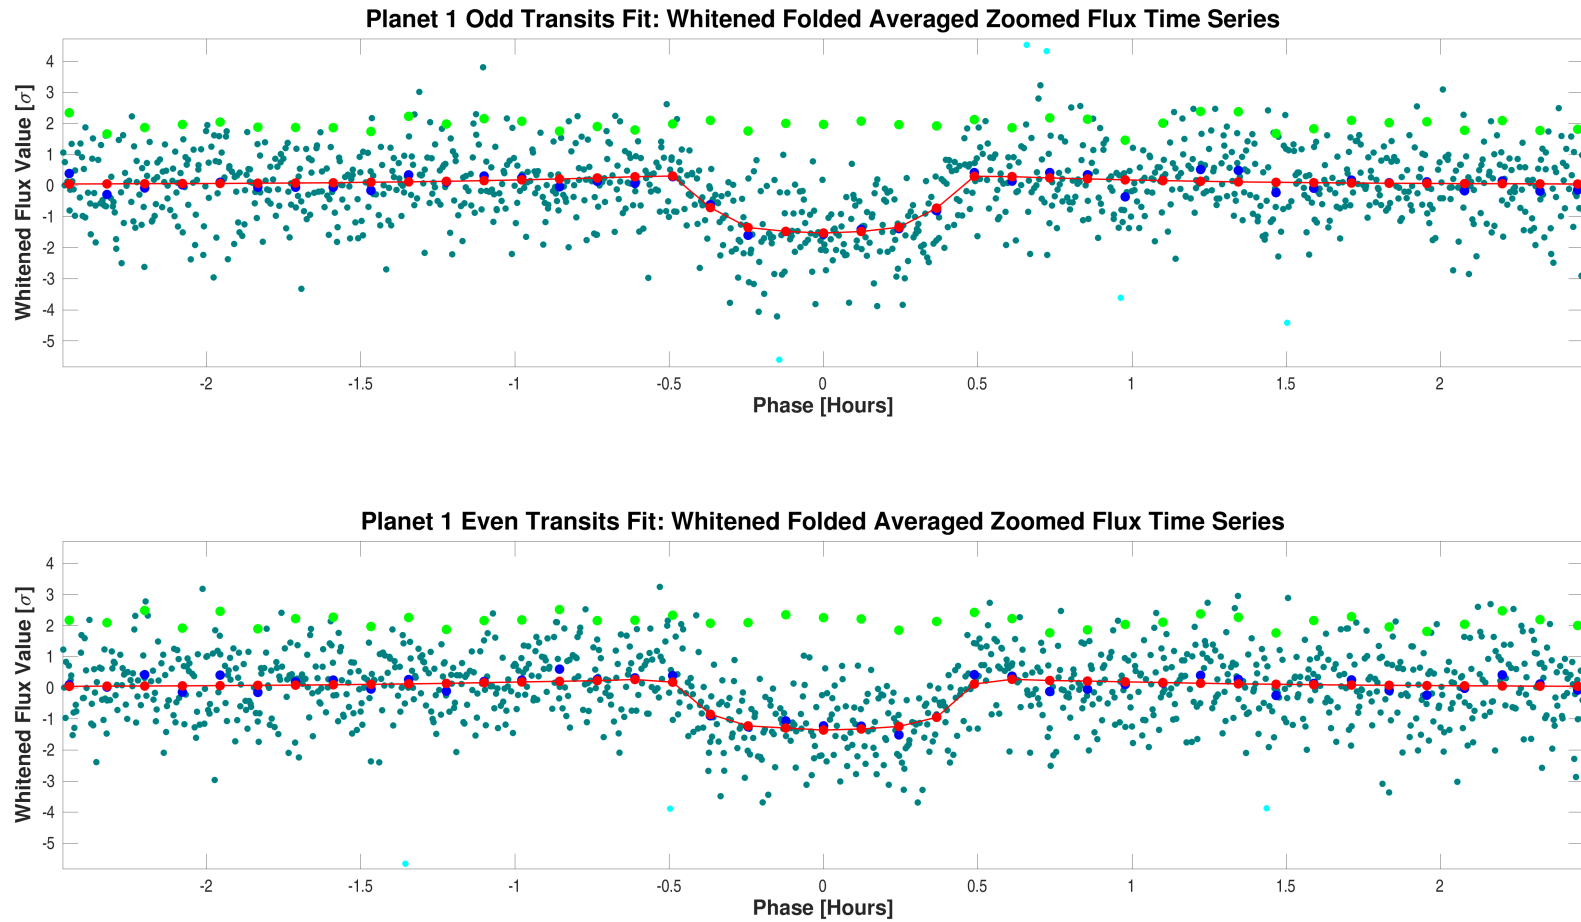 Planet 1 Odd Transits Fit: Whitened Folded Averaged Zoomed Flux Time Series
Whitened Flux Value [σ]
4
3
2
1
0
-1
-2
-3
-4
-5
-2 -1.5 -1 -0.5 0 0.5 1 1.5 2
Phase [Hours]
Planet 1 Even Transits Fit: Whitened Folded Averaged Zoomed Flux Time Series
Whitened Flux Value [σ]
4
3
2
1
0
-1
-2
-3
-4
-5
-2 -1.5 -1 -0.5 0 0.5 1 1.5 2
Phase [Hours]